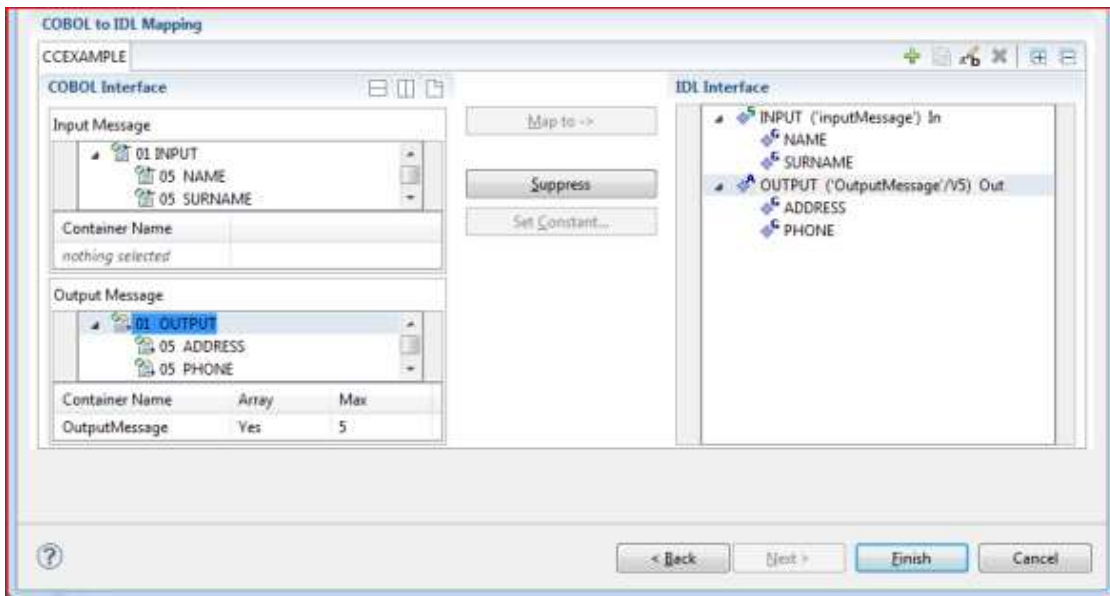 COBOL to IDL Mapping
CCEXAMPLE
COBOL Interface
Input Message
01 INPUT
05 NAME
05 SURNAME
Container Name
nothing selected
Output Message
01 OUTPUT
05 ADDRESS
05 PHONE
Container Name Array Max
OutputMessage Yes 5
Map to ->
Suppress
Set Constant...
IDL Interface
INPUT ('inputMessage') In
NAME
SURNAME
OUTPUT ('OutputMessage'/V5) Out
ADDRESS
PHONE
< Back Next > Finish Cancel